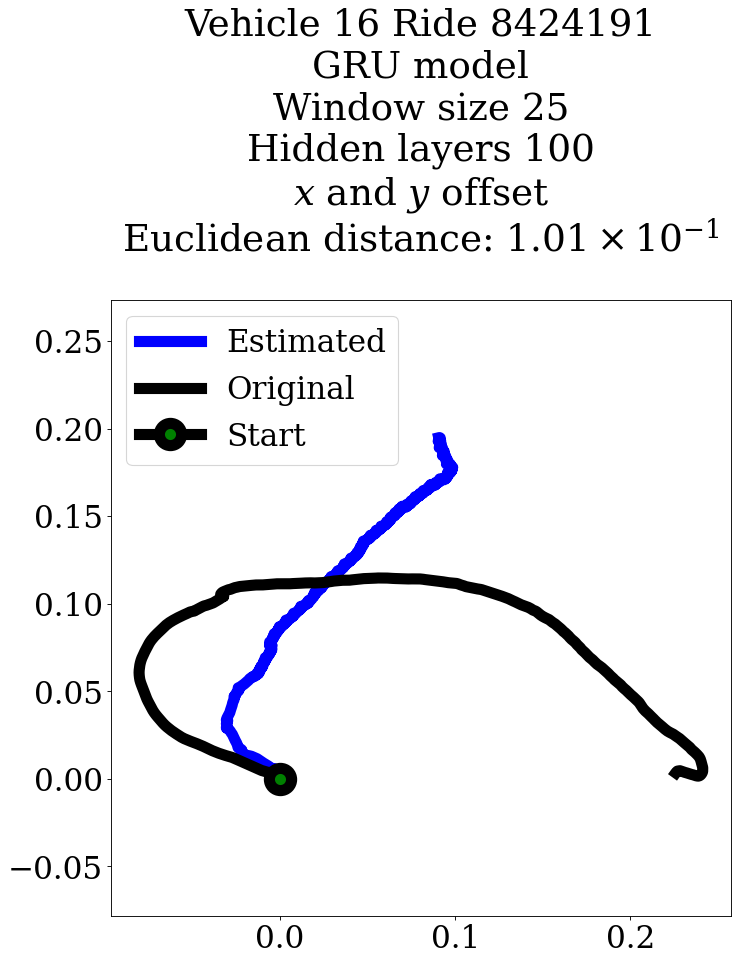 Vehicle 16 Ride 8424191
GRU model
Window size 25
Hidden layers 100
x and y offset
Euclidean distance: 1.01 × 10⁻¹
Estimated
Original
Start
0.25
0.20
0.15
0.10
0.05
0.00
−0.05
0.0 0.1 0.2